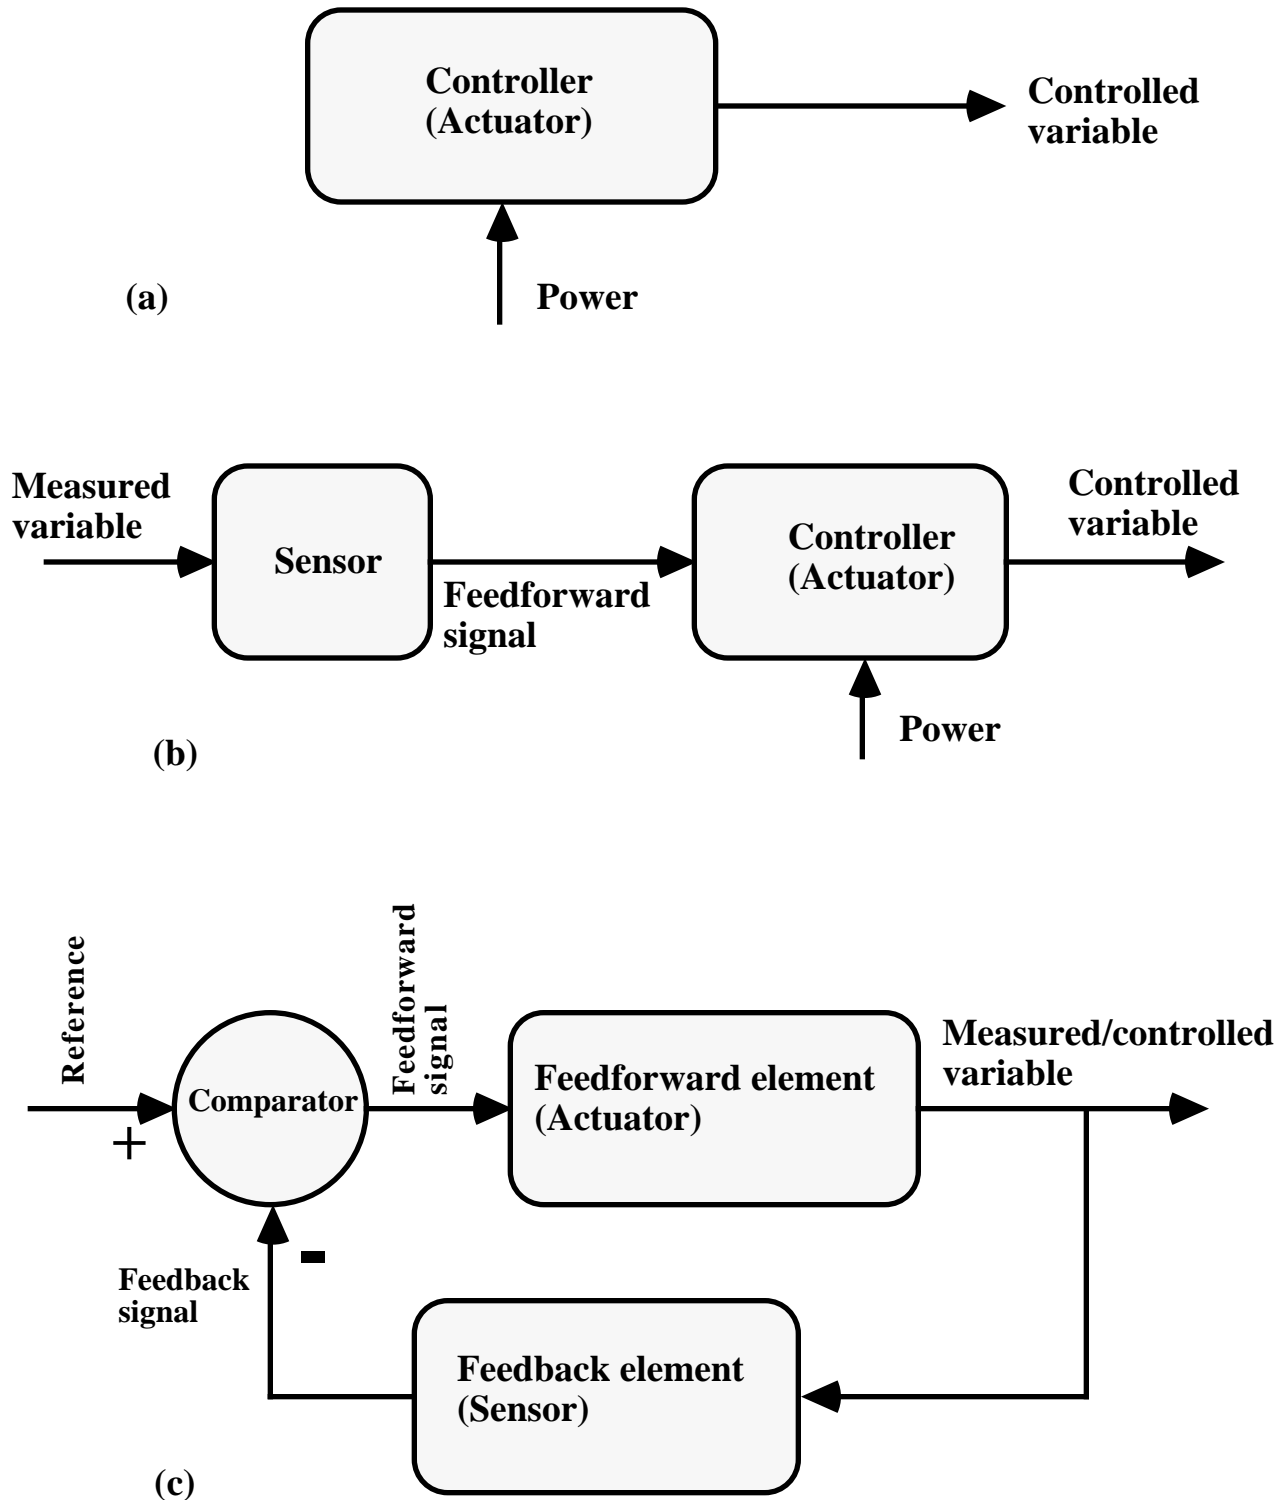 Controller
(Actuator)
Controlled
variable
Power
(a)
Measured
variable
Sensor
Feedforward
signal
Controller
(Actuator)
Controlled
variable
Power
(b)
Reference
+
Comparator
Feedforward
signal
Feedforward element
(Actuator)
Measured/controlled
variable
-
Feedback
signal
Feedback element
(Sensor)
(c)